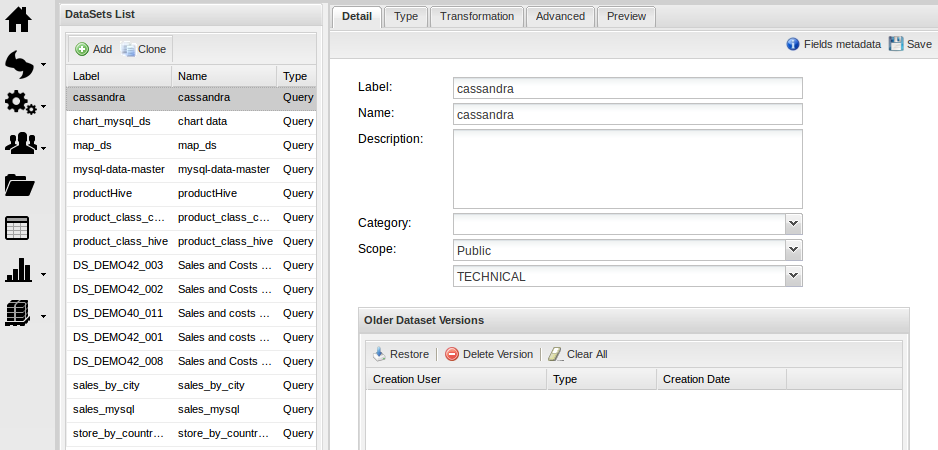 DataSets List
Add Clone
Label Name Type
cassandra cassandra Query
chart_mysql_ds chart data Query
map_ds map_ds Query
mysql-data-master mysql-data-master Query
productHive productHive Query
product_class_c... product_class_c... Query
product_class_hive product_class_hive Query
DS_DEMO42_003 Sales and Costs ... Query
DS_DEMO42_002 Sales and Costs ... Query
DS_DEMO40_011 Sales and costs ... Query
DS_DEMO42_001 Sales and costs ... Query
DS_DEMO42_008 Sales and Costs ... Query
sales_by_city sales_by_city Query
sales_mysql sales_mysql Query
store_by_countr... store_by_countr... Query
Detail Type Transformation Advanced Preview
Fields metadata Save
Label: cassandra
Name: cassandra
Description:
Category:
Scope: Public
TECHNICAL
Older Dataset Versions
Restore Delete Version Clear All
Creation User Type Creation Date